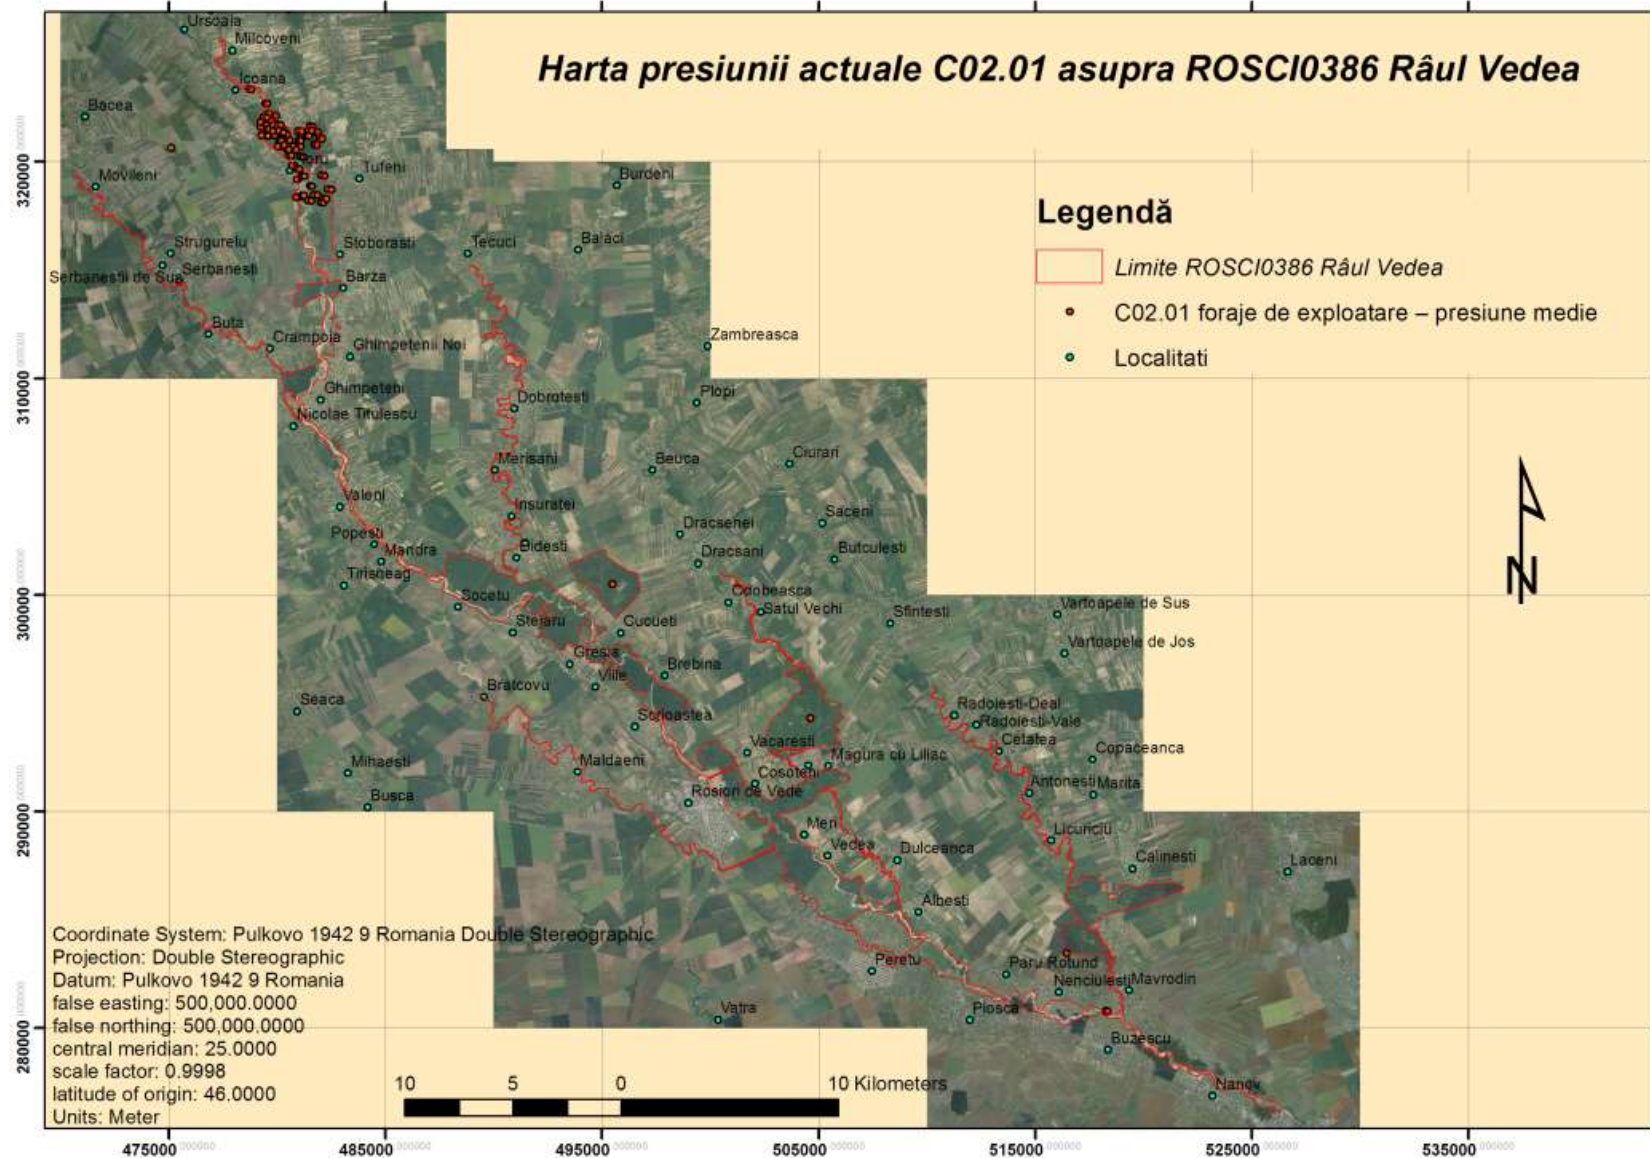 Harta presiunii actuale C02.01 asupra ROSCI0386 Râul Vedea
Legendă
Limite ROSCI0386 Râul Vedea
C02.01 foraje de exploatare – presiune medie
Localitati
N
Ursoaia
Milcoveni
Icoana
Bacea
Tufeni
Movileni
Burdeni
Strugurelu
Stoborasti
Tecuci
Balaci
Serbanesti
Serbanestii de Sus
Barza
Buta
Crampoia
Ghimpetenii Noi
Zambreasca
Ghimpeteni
Dobrotesti
Plopi
Nicolae Titulescu
Merisani
Beuca
Ciurari
Valeni
Insuratei
Saceni
Popesti
Dracsenei
Mandra
Bidesti
Dracsani
Butculesti
Tirisneag
Socetu
Coobeasca
Satul Vechi
Sfintesti
Vartoapele de Sus
Stejaru
Cucueti
Vartoapele de Jos
Gresia
Brebina
Viile
Bratcovu
Seaca
Scrioastea
Radoiesti-Deal
Radoiesti-Vale
Cetatea
Vacaresti
Magura cu Liliac
Copaceanca
Mihaesti
Maldaeni
Cosoteni
Antonesti
Marita
Busca
Rosiori de Vede
Meri
Licuriciu
Vedea
Dulceanca
Calinesti
Laceni
Albesti
Peretu
Paru Rotund
Nenciulesti
Mavrodin
Vatra
Plosca
Buzescu
Nanov
Coordinate System: Pulkovo 1942 9 Romania Double Stereographic
Projection: Double Stereographic
Datum: Pulkovo 1942 9 Romania
false easting: 500,000.0000
false northing: 500,000.0000
central meridian: 25.0000
scale factor: 0.9998
latitude of origin: 46.0000
Units: Meter
10 5 0 10 Kilometers
320000
310000
300000
290000
280000
475000 485000 495000 505000 515000 525000 535000